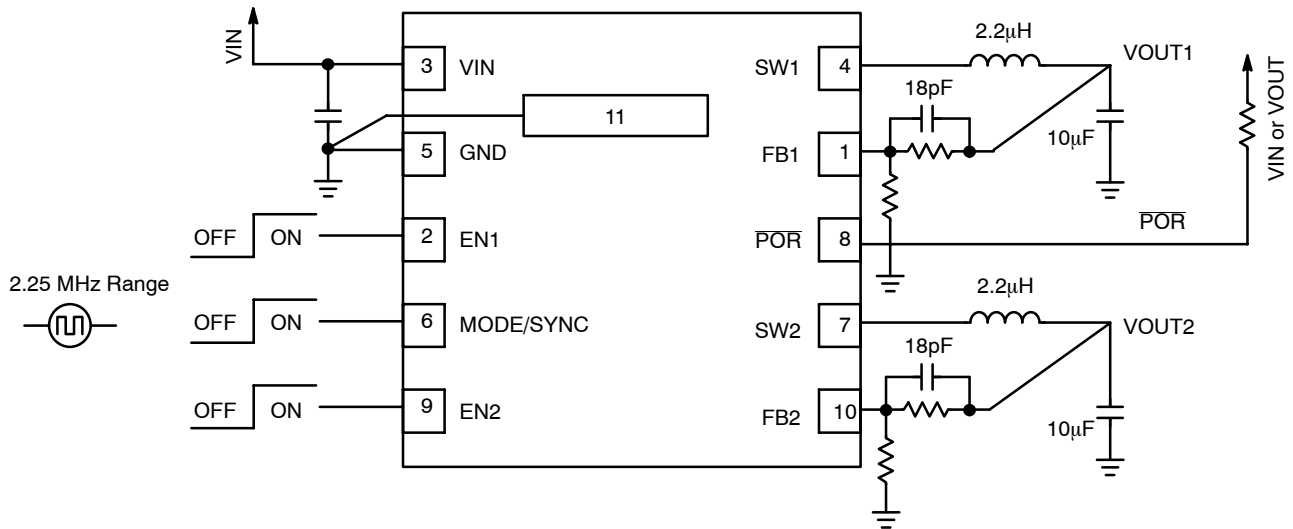 VIN
3 VIN
11
5 GND
OFF ON
2 EN1
2.25 MHz Range
OFF ON
6 MODE/SYNC
OFF ON
9 EN2
SW1 4
2.2μH
VOUT1
18pF
FB1 1
10μF
VIN or VOUT
P̅O̅R̅ 8
P̅O̅R̅
2.2μH
SW2 7
VOUT2
18pF
FB2 10
10μF